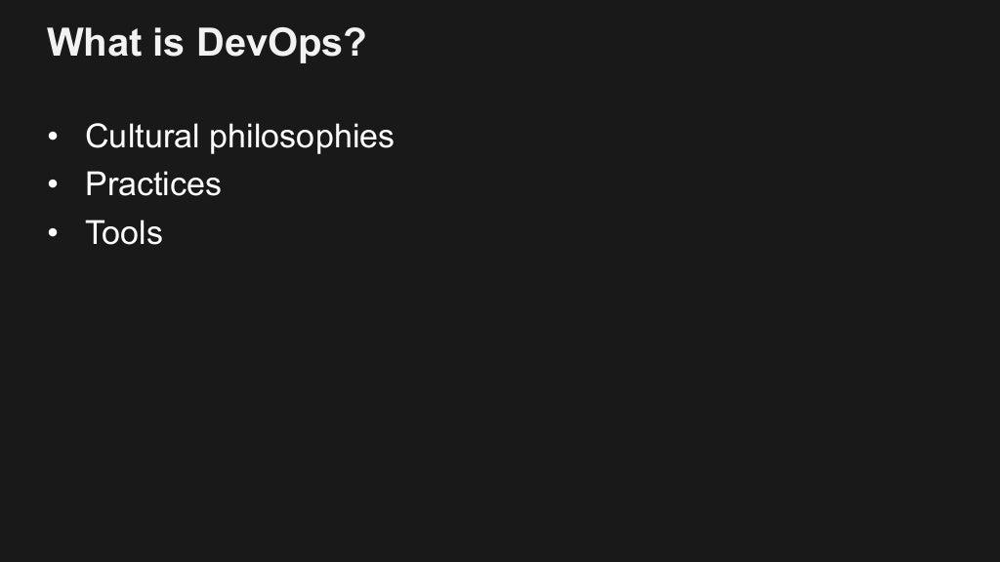 What is DevOps?
• Cultural philosophies
• Practices
• Tools